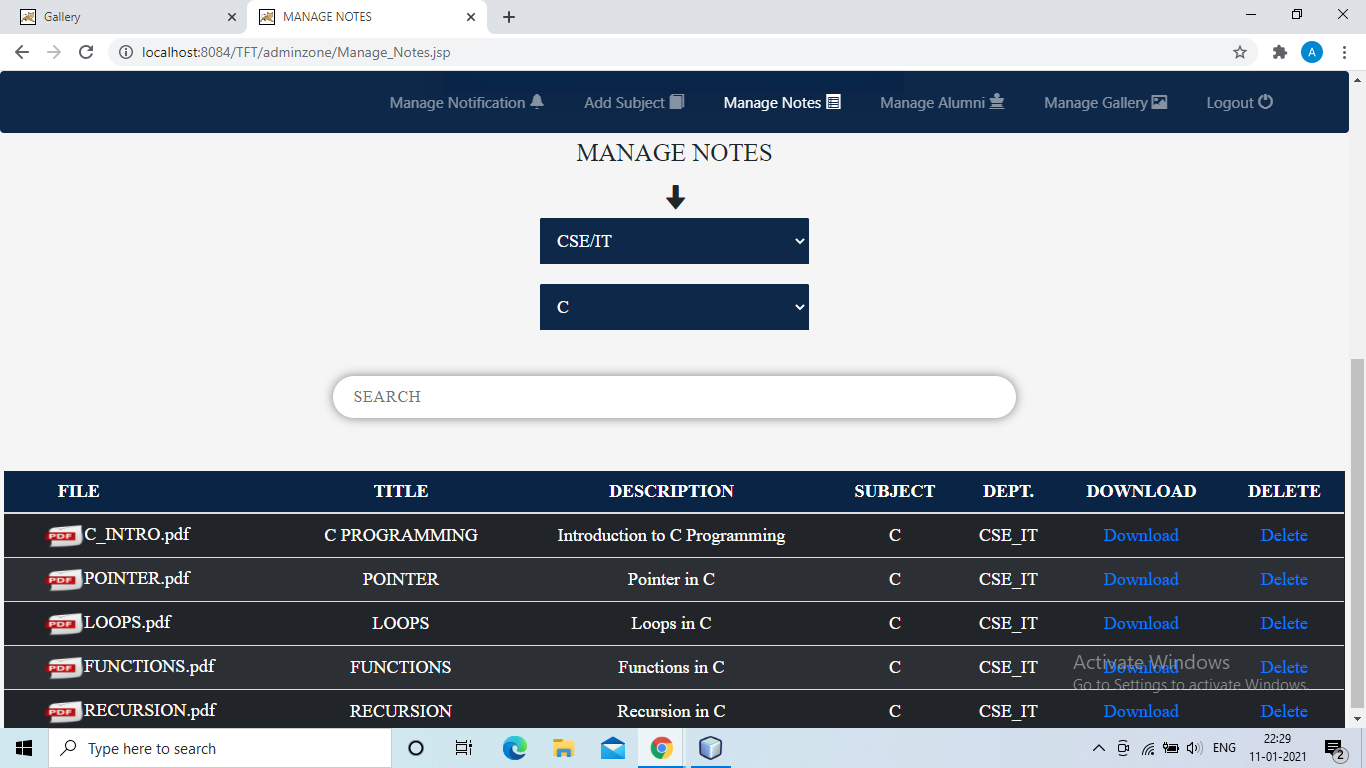 Gallery
MANAGE NOTES
localhost:8084/TFT/adminzone/Manage_Notes.jsp
A
Manage Notification Add Subject Manage Notes Manage Alumni Manage Gallery Logout
MANAGE NOTES
CSE/IT
C
SEARCH
FILE TITLE DESCRIPTION SUBJECT DEPT. DOWNLOAD DELETE
PDF C_INTRO.pdf C PROGRAMMING Introduction to C Programming C CSE_IT Download Delete
PDF POINTER.pdf POINTER Pointer in C C CSE_IT Download Delete
PDF LOOPS.pdf LOOPS Loops in C C CSE_IT Download Delete
PDF FUNCTIONS.pdf FUNCTIONS Functions in C C CSE_IT Download Delete
PDF RECURSION.pdf RECURSION Recursion in C C CSE_IT Download Delete
Activate Windows
Go to Settings to activate Windows.
Type here to search
ENG
22:29
11-01-2021
2